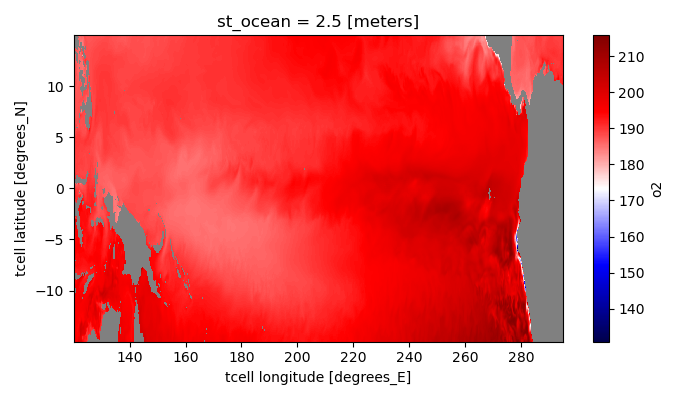 st_ocean = 2.5 [meters]
10
5
0
−5
−10
tcell latitude [degrees_N]
140 160 180 200 220 240 260 280
tcell longitude [degrees_E]
210
200
190
180
170
160
150
140
o2